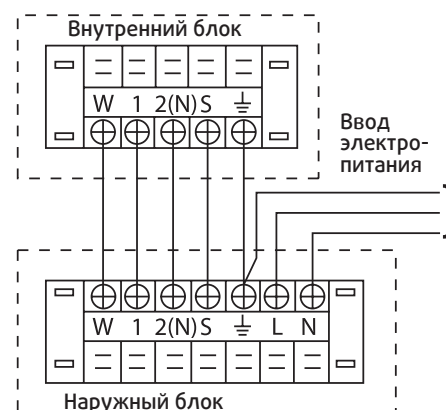 Внутренний блок
W 1 2(N) S ⏚
Ввод
электро-
питания
W 1 2(N) S ⏚ L N
Наружный блок